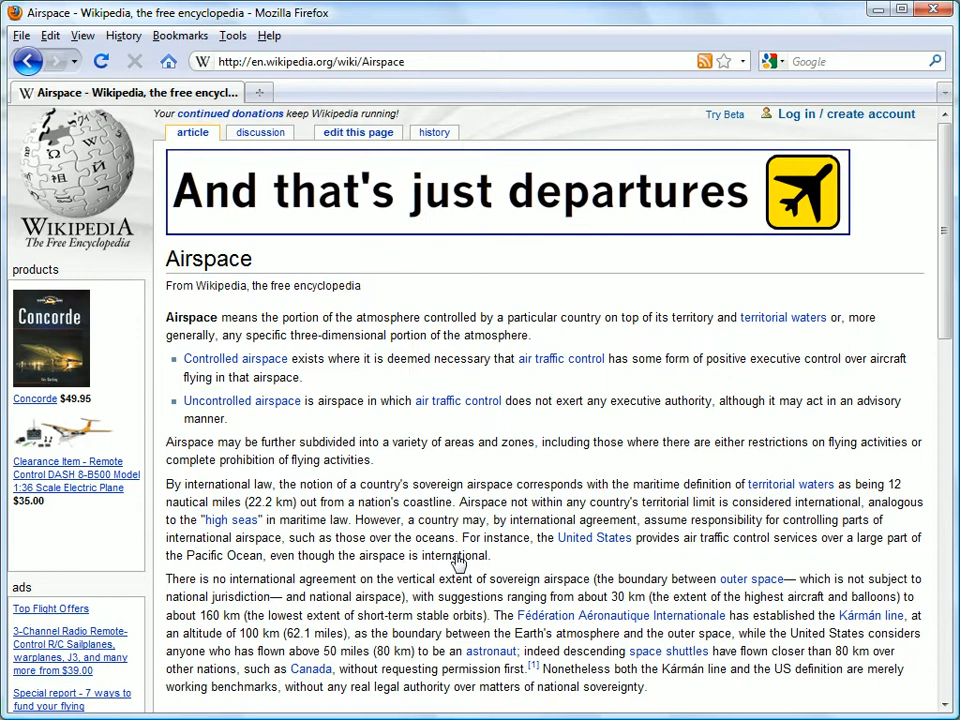 Airspace - Wikipedia, the free encyclopedia - Mozilla Firefox
File Edit View History Bookmarks Tools Help
W http://en.wikipedia.org/wiki/Airspace Google
W Airspace - Wikipedia, the free encycl...
Your continued donations keep Wikipedia running!
Try Beta Log in / create account
article discussion edit this page history
And that's just departures
WIKIPEDIA
The Free Encyclopedia
products
Concorde
Concorde $49.95
Clearance Item - Remote
Control DASH 8-B500 Model
1:36 Scale Electric Plane
$35.00
ads
Top Flight Offers
3-Channel Radio Remote-
Control R/C Sailplanes,
warplanes, J3, and many
more from $39.00
Special report - 7 ways to
fund your flying
Airspace
From Wikipedia, the free encyclopedia
Airspace means the portion of the atmosphere controlled by a particular country on top of its territory and territorial waters or, more
generally, any specific three-dimensional portion of the atmosphere.
Controlled airspace exists where it is deemed necessary that air traffic control has some form of positive executive control over aircraft
flying in that airspace.
Uncontrolled airspace is airspace in which air traffic control does not exert any executive authority, although it may act in an advisory
manner.
Airspace may be further subdivided into a variety of areas and zones, including those where there are either restrictions on flying activities or
complete prohibition of flying activities.
By international law, the notion of a country's sovereign airspace corresponds with the maritime definition of territorial waters as being 12
nautical miles (22.2 km) out from a nation's coastline. Airspace not within any country's territorial limit is considered international, analogous
to the "high seas" in maritime law. However, a country may, by international agreement, assume responsibility for controlling parts of
international airspace, such as those over the oceans. For instance, the United States provides air traffic control services over a large part of
the Pacific Ocean, even though the airspace is international.
There is no international agreement on the vertical extent of sovereign airspace (the boundary between outer space— which is not subject to
national jurisdiction— and national airspace), with suggestions ranging from about 30 km (the extent of the highest aircraft and balloons) to
about 160 km (the lowest extent of short-term stable orbits). The Fédération Aéronautique Internationale has established the Kármán line, at
an altitude of 100 km (62.1 miles), as the boundary between the Earth's atmosphere and the outer space, while the United States considers
anyone who has flown above 50 miles (80 km) to be an astronaut; indeed descending space shuttles have flown closer than 80 km over
other nations, such as Canada, without requesting permission first.[1] Nonetheless both the Kármán line and the US definition are merely
working benchmarks, without any real legal authority over matters of national sovereignty.